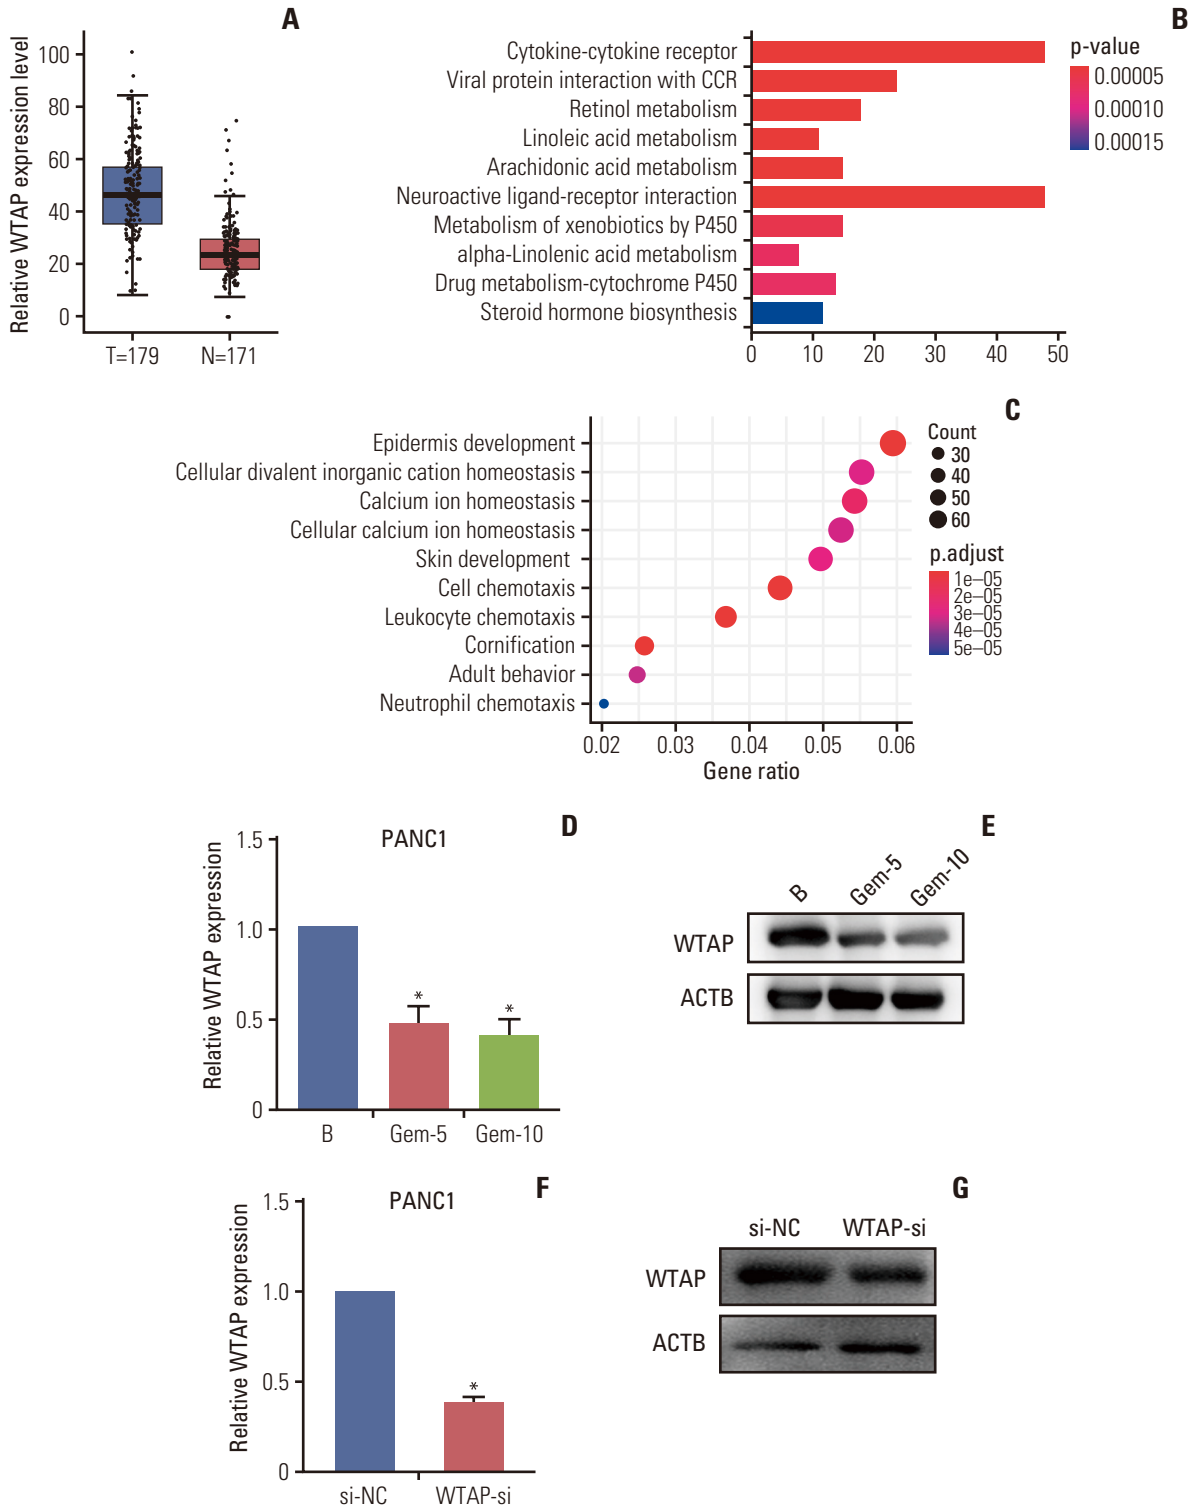 A
Relative WTAP expression level
100
80
60
40
20
0
T=179
N=171
B
Cytokine-cytokine receptor
Viral protein interaction with CCR
Retinol metabolism
Linoleic acid metabolism
Arachidonic acid metabolism
Neuroactive ligand-receptor interaction
Metabolism of xenobiotics by P450
alpha-Linolenic acid metabolism
Drug metabolism-cytochrome P450
Steroid hormone biosynthesis
0 10 20 30 40 50
p-value
0.00005
0.00010
0.00015
C
Epidermis development
Cellular divalent inorganic cation homeostasis
Calcium ion homeostasis
Cellular calcium ion homeostasis
Skin development
Cell chemotaxis
Leukocyte chemotaxis
Cornification
Adult behavior
Neutrophil chemotaxis
0.02 0.03 0.04 0.05 0.06
Gene ratio
Count
30
40
50
60
p.adjust
1e–05
2e–05
3e–05
4e–05
5e–05
D
PANC1
Relative WTAP expression
1.5
1.0
0.5
0
*
*
B Gem-5 Gem-10
E
B Gem-5 Gem-10
WTAP
ACTB
F
PANC1
Relative WTAP expression
1.5
1.0
0.5
0
*
si-NC WTAP-si
G
si-NC WTAP-si
WTAP
ACTB